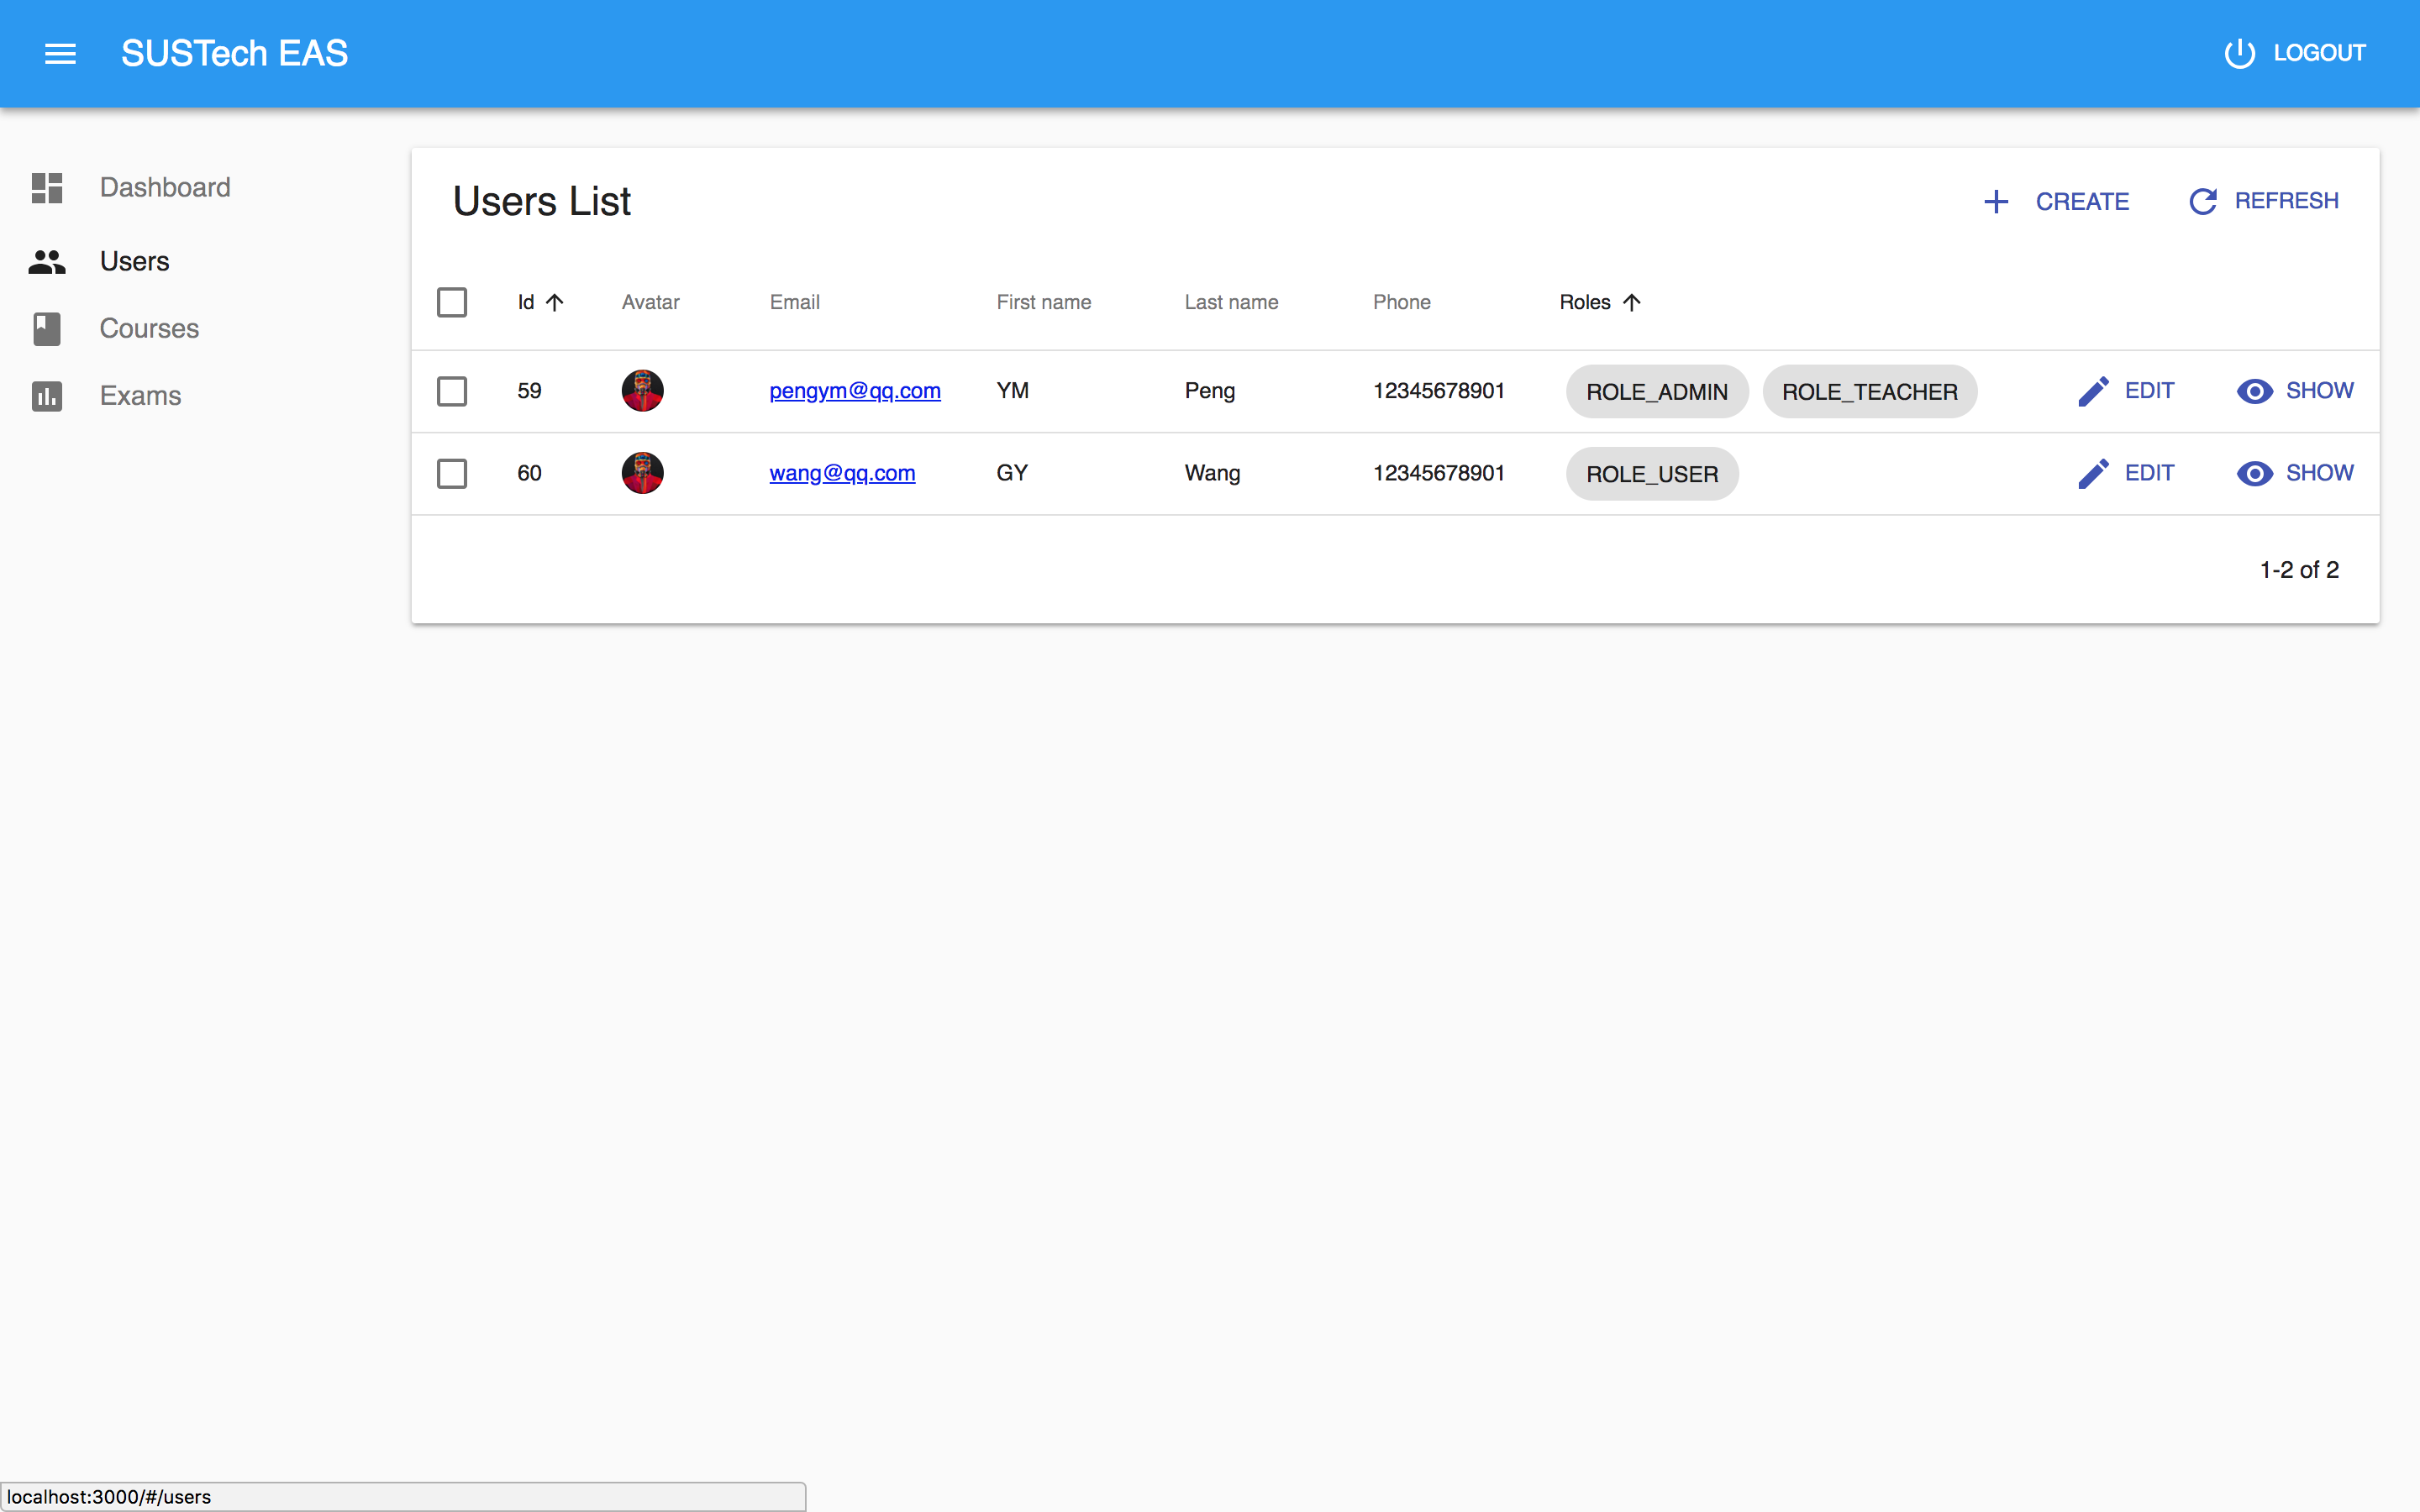 SUSTech EAS LOGOUT
Dashboard
Users
Courses
Exams
Users List CREATE REFRESH
Id Avatar Email First name Last name Phone Roles
59 pengym@qq.com YM Peng 12345678901 ROLE_ADMIN ROLE_TEACHER EDIT SHOW
60 wang@qq.com GY Wang 12345678901 ROLE_USER EDIT SHOW
1-2 of 2
localhost:3000/#/users